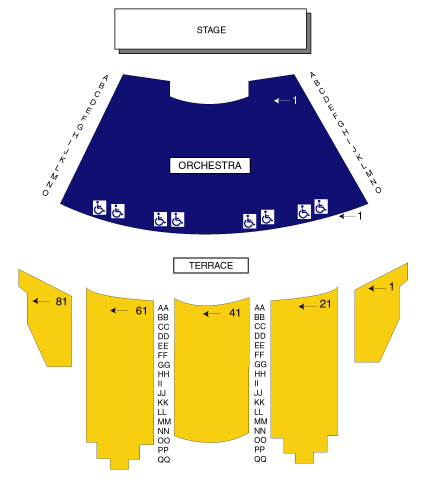 STAGE
A
B
C
D
E
F
G
H
I
J
K
L
M
N
O
A
B
C
D
E
F
G
H
I
J
K
L
M
N
O
1
ORCHESTRA
1
TERRACE
81
61
41
21
1
AA
BB
CC
DD
EE
FF
GG
HH
II
JJ
KK
LL
MM
NN
OO
PP
QQ
AA
BB
CC
DD
EE
FF
GG
HH
II
JJ
KK
LL
MM
NN
OO
PP
QQ